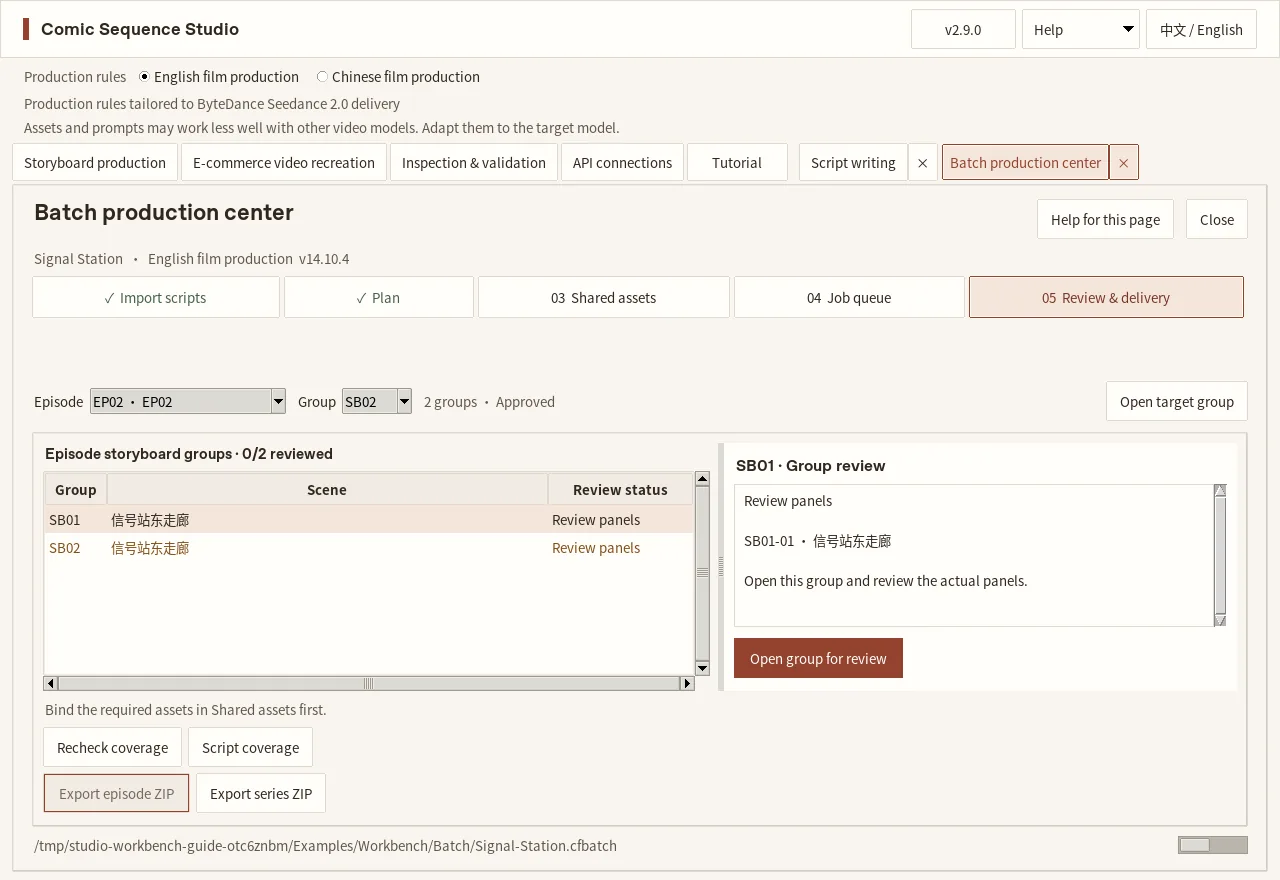 Comic Sequence Studio
v2.9.0
Help
中文 / English
Production rules
English film production
Chinese film production
Production rules tailored to ByteDance Seedance 2.0 delivery
Assets and prompts may work less well with other video models. Adapt them to the target model.
Storyboard production
E-commerce video recreation
Inspection & validation
API connections
Tutorial
Script writing ×
Batch production center ×
Batch production center
Help for this page
Close
Signal Station · English film production v14.10.4
✓ Import scripts
✓ Plan
03 Shared assets
04 Job queue
05 Review & delivery
Episode
EP02 · EP02
Group
SB02
2 groups · Approved
Open target group
Episode storyboard groups · 0/2 reviewed
Group Scene Review status
SB01 信号站东走廊 Review panels
SB02 信号站东走廊 Review panels
SB01 · Group review
Review panels
SB01-01 · 信号站东走廊
Open this group and review the actual panels.
Open group for review
Bind the required assets in Shared assets first.
Recheck coverage
Script coverage
Export episode ZIP
Export series ZIP
/tmp/studio-workbench-guide-otc6znbm/Examples/Workbench/Batch/Signal-Station.cfbatch